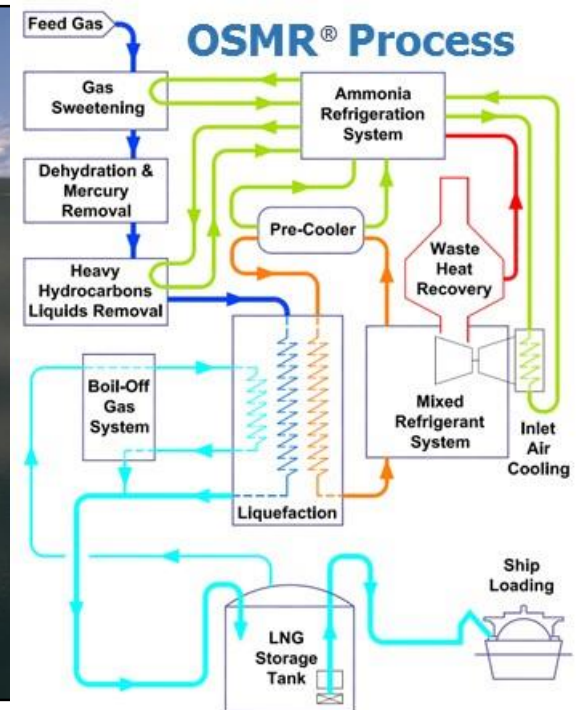 Feed Gas
OSMR® Process
Gas
Sweetening
Ammonia
Refrigeration
System
Dehydration &
Mercury
Removal
Pre-Cooler
Waste
Heat
Recovery
Heavy
Hydrocarbons
Liquids Removal
Boil-Off
Gas
System
Mixed
Refrigerant
System
Inlet
Air
Cooling
Liquefaction
Ship
Loading
LNG
Storage
Tank